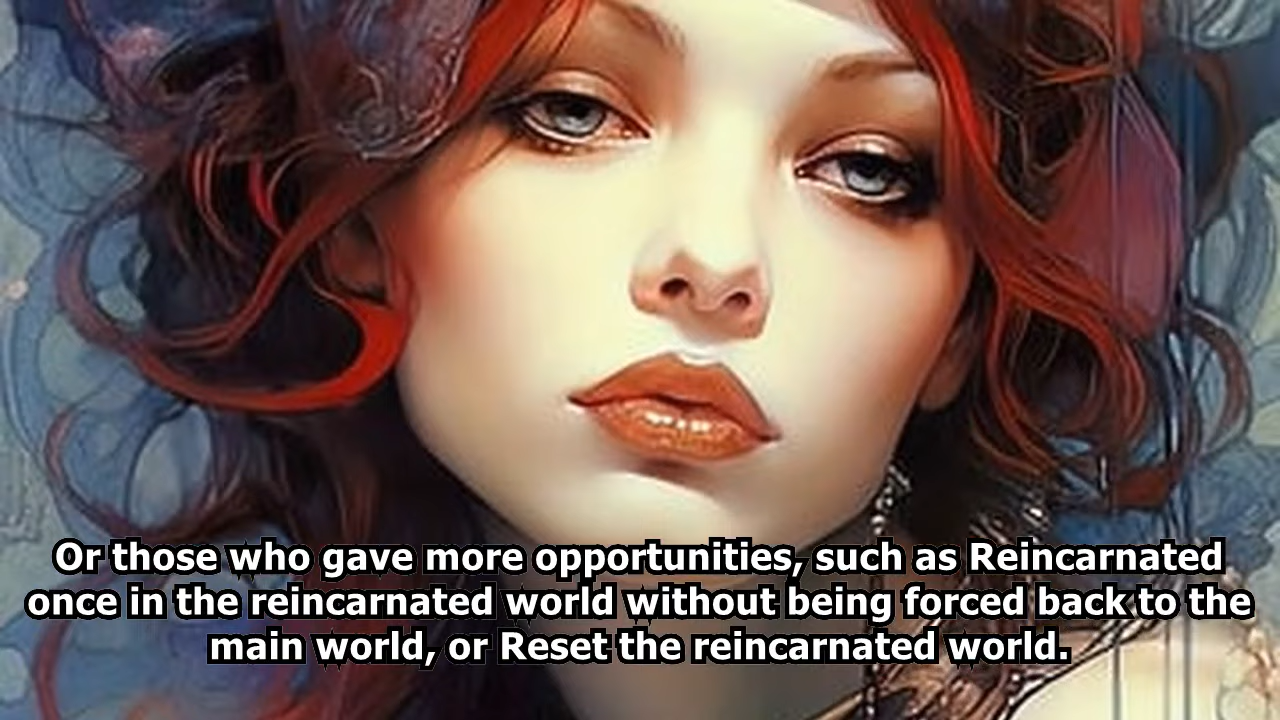 Or those who gave more opportunities, such as Reincarnated
once in the reincarnated world without being forced back to the
main world, or Reset the reincarnated world.